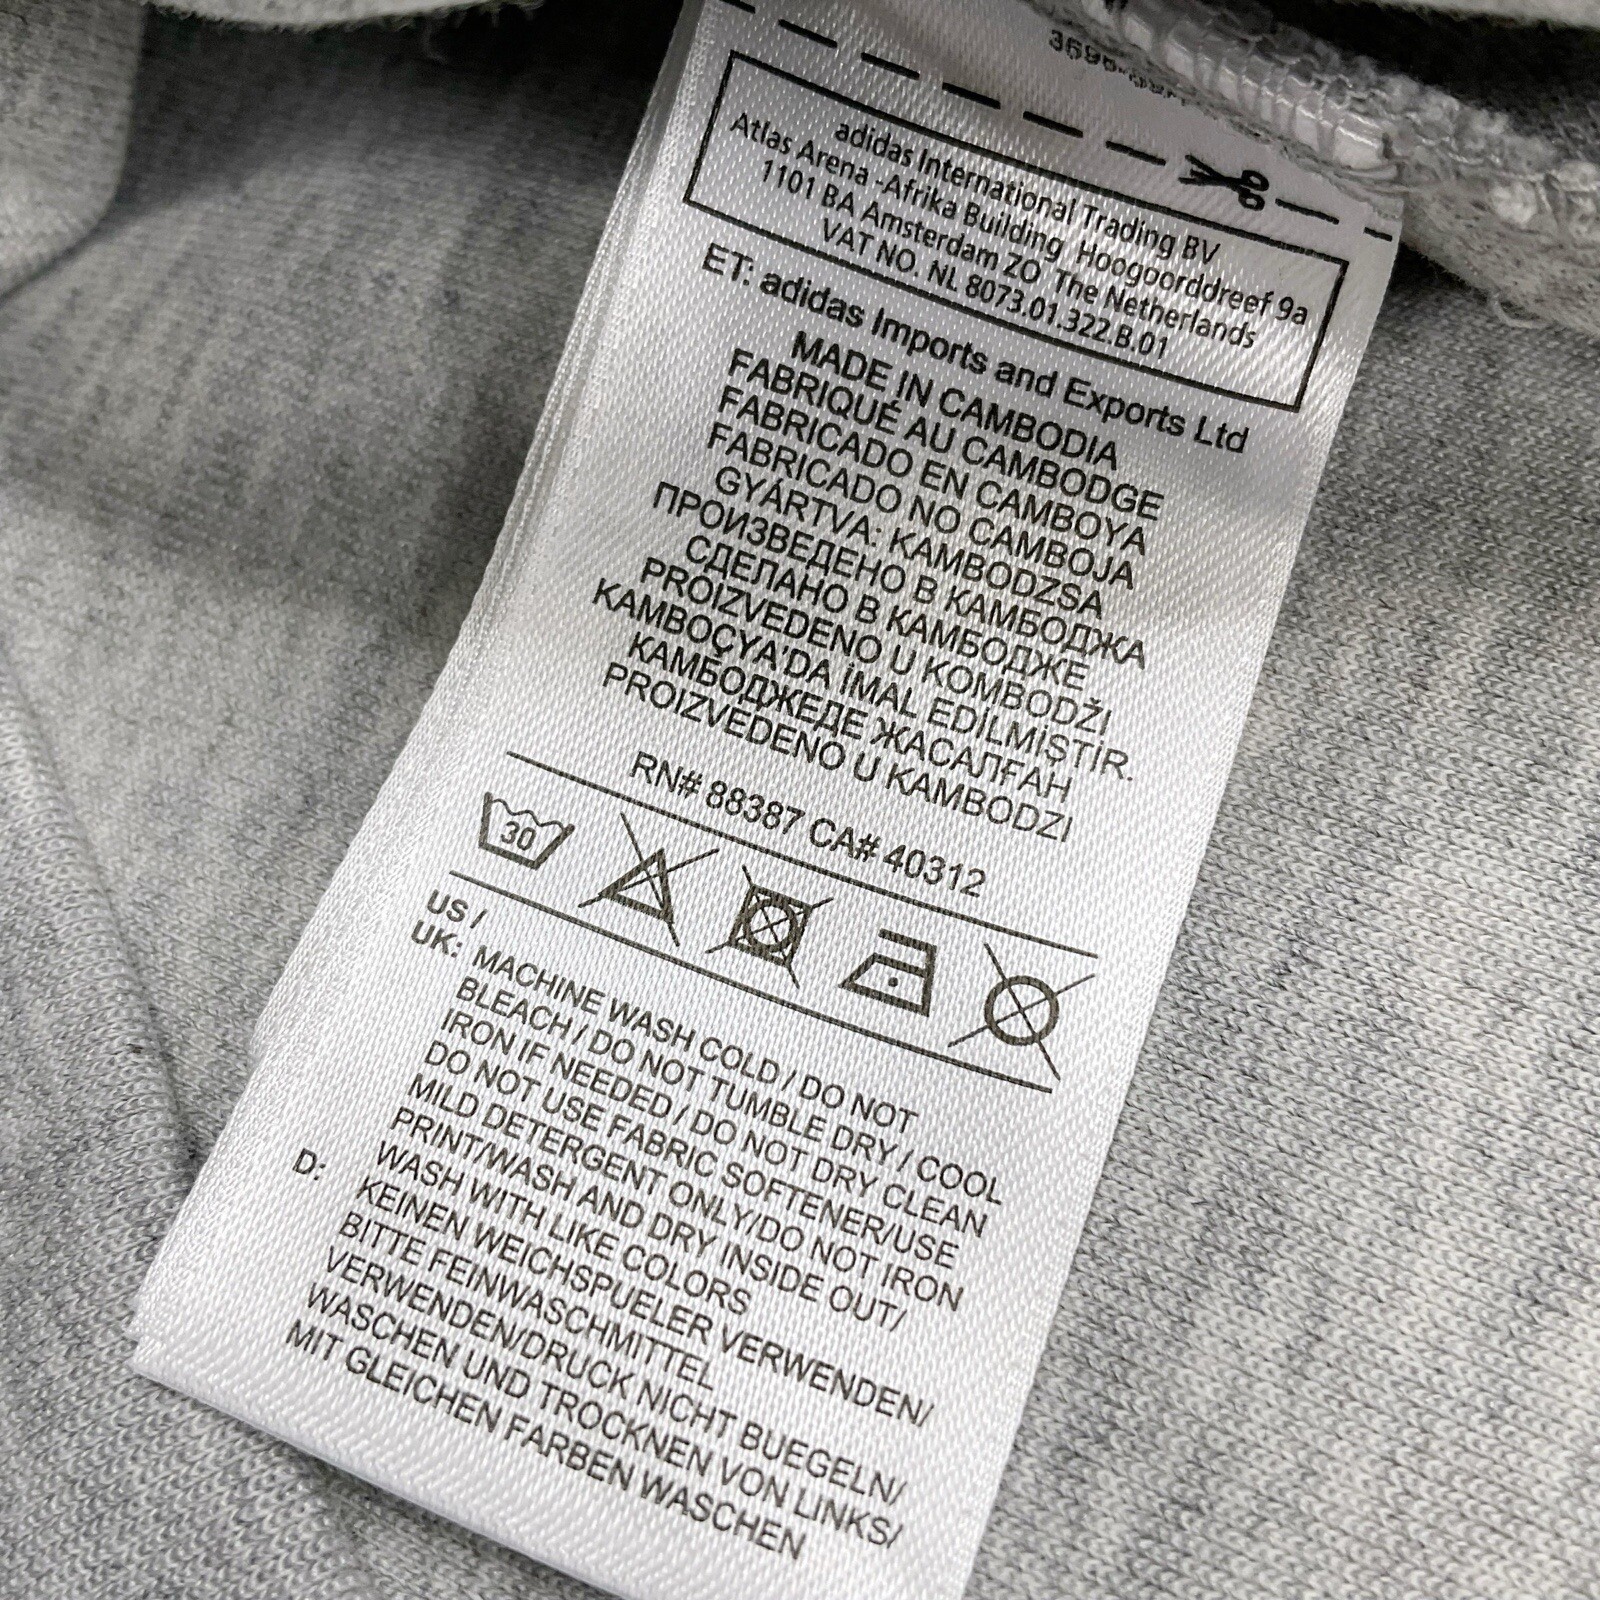 adidas International Trading BV
Atlas Arena -Afrika Building Hoogoorddreef 9a
1101 BA Amsterdam ZO The Netherlands
VAT NO. NL 8073.01.322.B.01
ET: adidas Imports and Exports Ltd
MADE IN CAMBODIA
FABRIQUÉ AU CAMBODGE
FABRICADO EN CAMBOYA
FABRICADO NO CAMBOJA
GYÁRTVA: KAMBODZSA
ПРОИЗВЕДЕНО В КАМБОДЖА
СДЕЛАНО В КАМБОДЖЕ
PROIZVEDENO U KOMBODŽI
KAMBOÇYA'DA İMAL EDİLMİŞTİR.
КАМБОДЖЕДЕ ЖАСАЛҒАН
PROIZVEDENO U KAMBODZI
RN# 88387 CA# 40312
30
US /
UK: MACHINE WASH COLD / DO NOT
BLEACH / DO NOT TUMBLE DRY / COOL
IRON IF NEEDED / DO NOT DRY CLEAN
DO NOT USE FABRIC SOFTENER/USE
MILD DETERGENT ONLY/DO NOT IRON
PRINT/WASH AND DRY INSIDE OUT/
WASH WITH LIKE COLORS
D: KEINEN WEICHSPUELER VERWENDEN/
BITTE FEINWASCHMITTEL
VERWENDEN/DRUCK NICHT BUEGELN/
WASCHEN UND TROCKNEN VON LINKS/
MIT GLEICHEN FARBEN WASCHEN